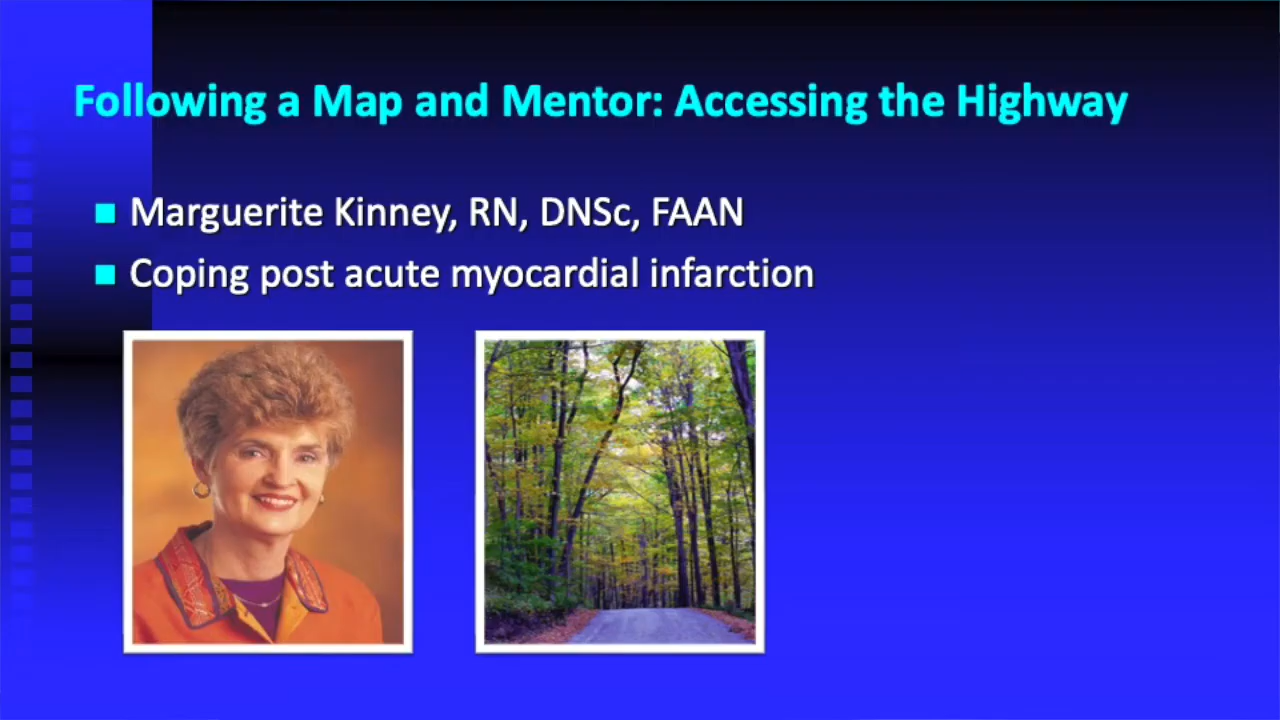 Following a Map and Mentor: Accessing the Highway
Marguerite Kinney, RN, DNSc, FAAN
Coping post acute myocardial infarction